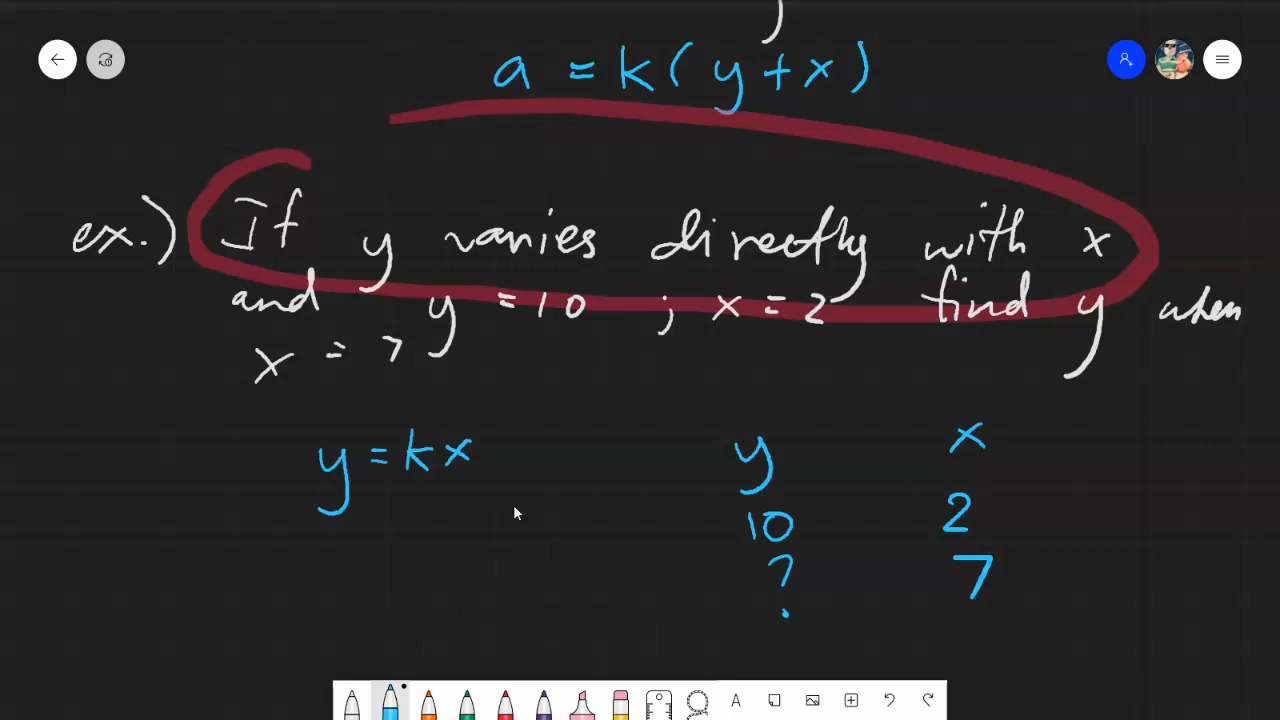 a = k(y+x)
ex.) If y varies directly with x
and y = 10 ; x = 2 find y when
x = 7
y = kx y x
10 2
? 7
A